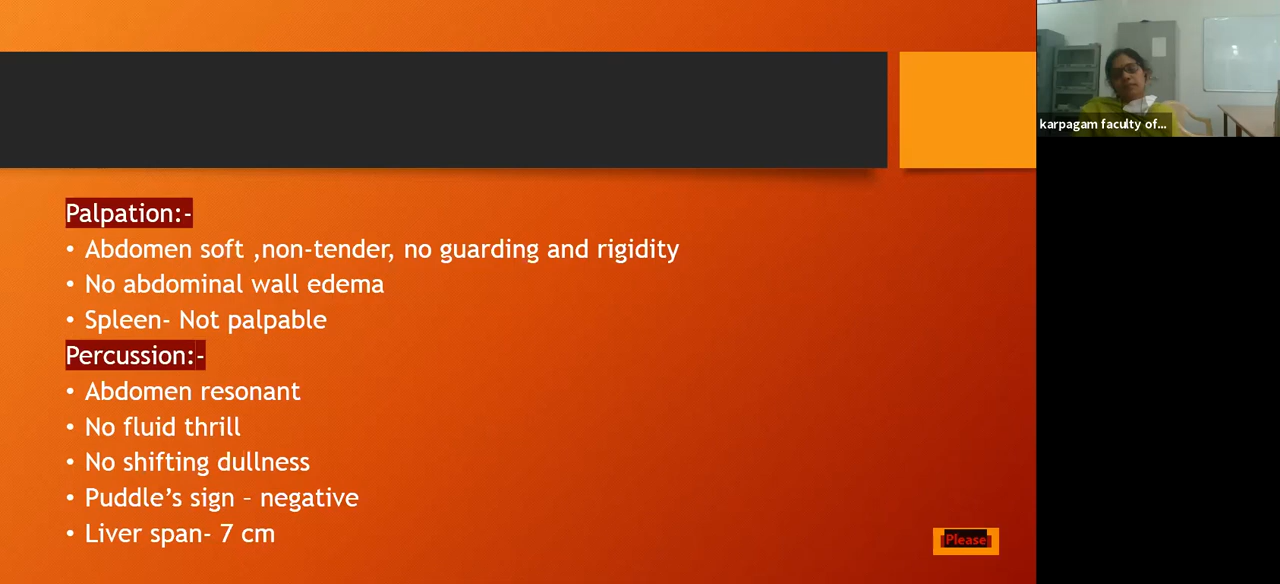 karpagam faculty of...
Palpation:-
• Abdomen soft ,non-tender, no guarding and rigidity
• No abdominal wall edema
• Spleen- Not palpable
Percussion:-
• Abdomen resonant
• No fluid thrill
• No shifting dullness
• Puddle's sign – negative
• Liver span- 7 cm
Please